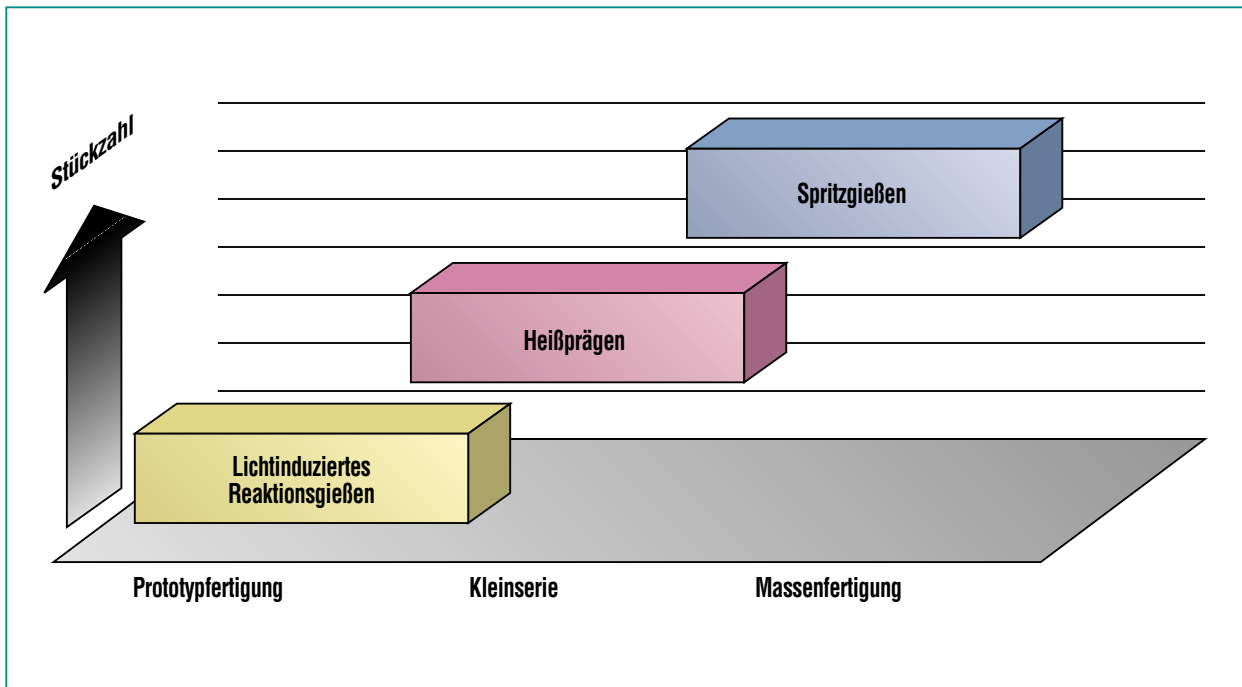 Stückzahl
Spritzgießen
Heißprägen
Lichtinduziertes
Reaktionsgießen
Prototypfertigung Kleinserie Massenfertigung